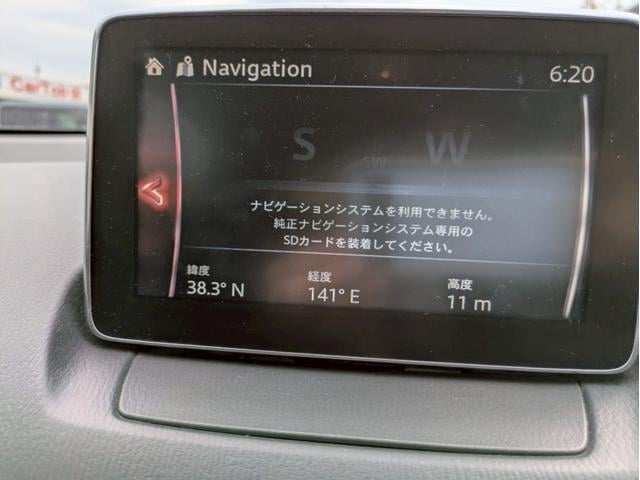 CarTo
Navigation
6:20
S
SW
W
ナビゲーションシステムを利用できません。
純正ナビゲーションシステム専用の
SDカードを装着してください。
緯度
経度
高度
38.3° N
141° E
11 m